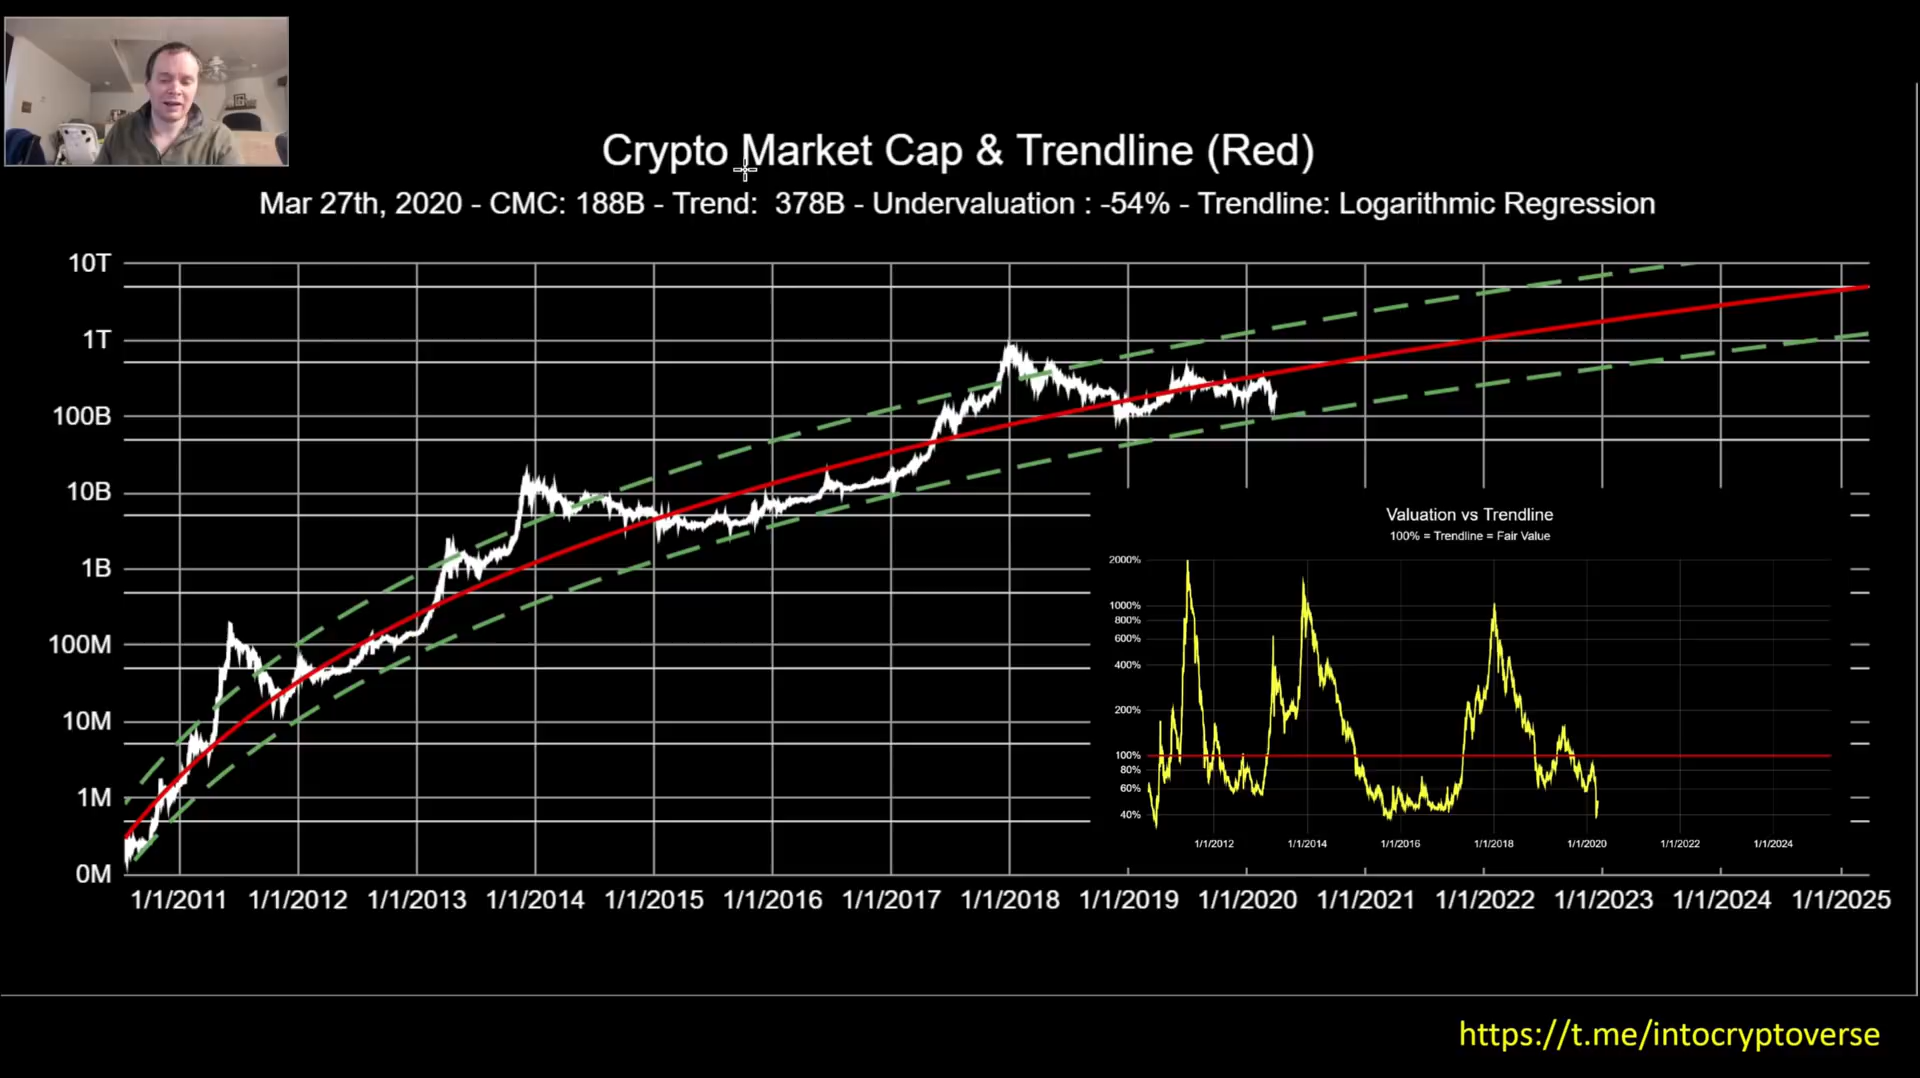 Crypto Market Cap & Trendline (Red)
Mar 27th, 2020 - CMC: 188B - Trend: 378B - Undervaluation : -54% - Trendline: Logarithmic Regression
10T
1T
100B
10B
1B
100M
10M
1M
0M
1/1/2011 1/1/2012 1/1/2013 1/1/2014 1/1/2015 1/1/2016 1/1/2017 1/1/2018 1/1/2019 1/1/2020 1/1/2021 1/1/2022 1/1/2023 1/1/2024 1/1/2025
Valuation vs Trendline
100% = Trendline = Fair Value
2000%
1000%
800%
600%
400%
200%
100%
80%
60%
40%
1/1/2012 1/1/2014 1/1/2016 1/1/2018 1/1/2020 1/1/2022 1/1/2024
https://t.me/intocryptoverse